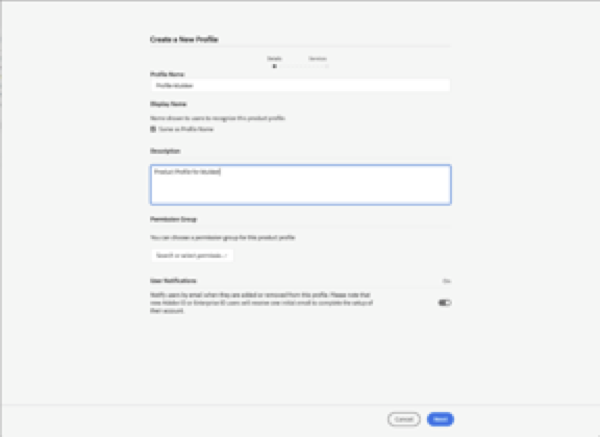 Create a New Profile
Details Services
Profile Name
Profile Mulder
Display Name
Name shown to users to recognize this product profile
Same as Profile Name
Description
Product Profile for Mulder
Permission Group
You can choose a permission group for this product profile
Search or select permissio...
User Notifications
Notify users by email when they are added or removed from this profile. Please note that
new Adobe ID or Enterprise ID users will receive one initial email to complete the setup of
their account.
Cancel Next